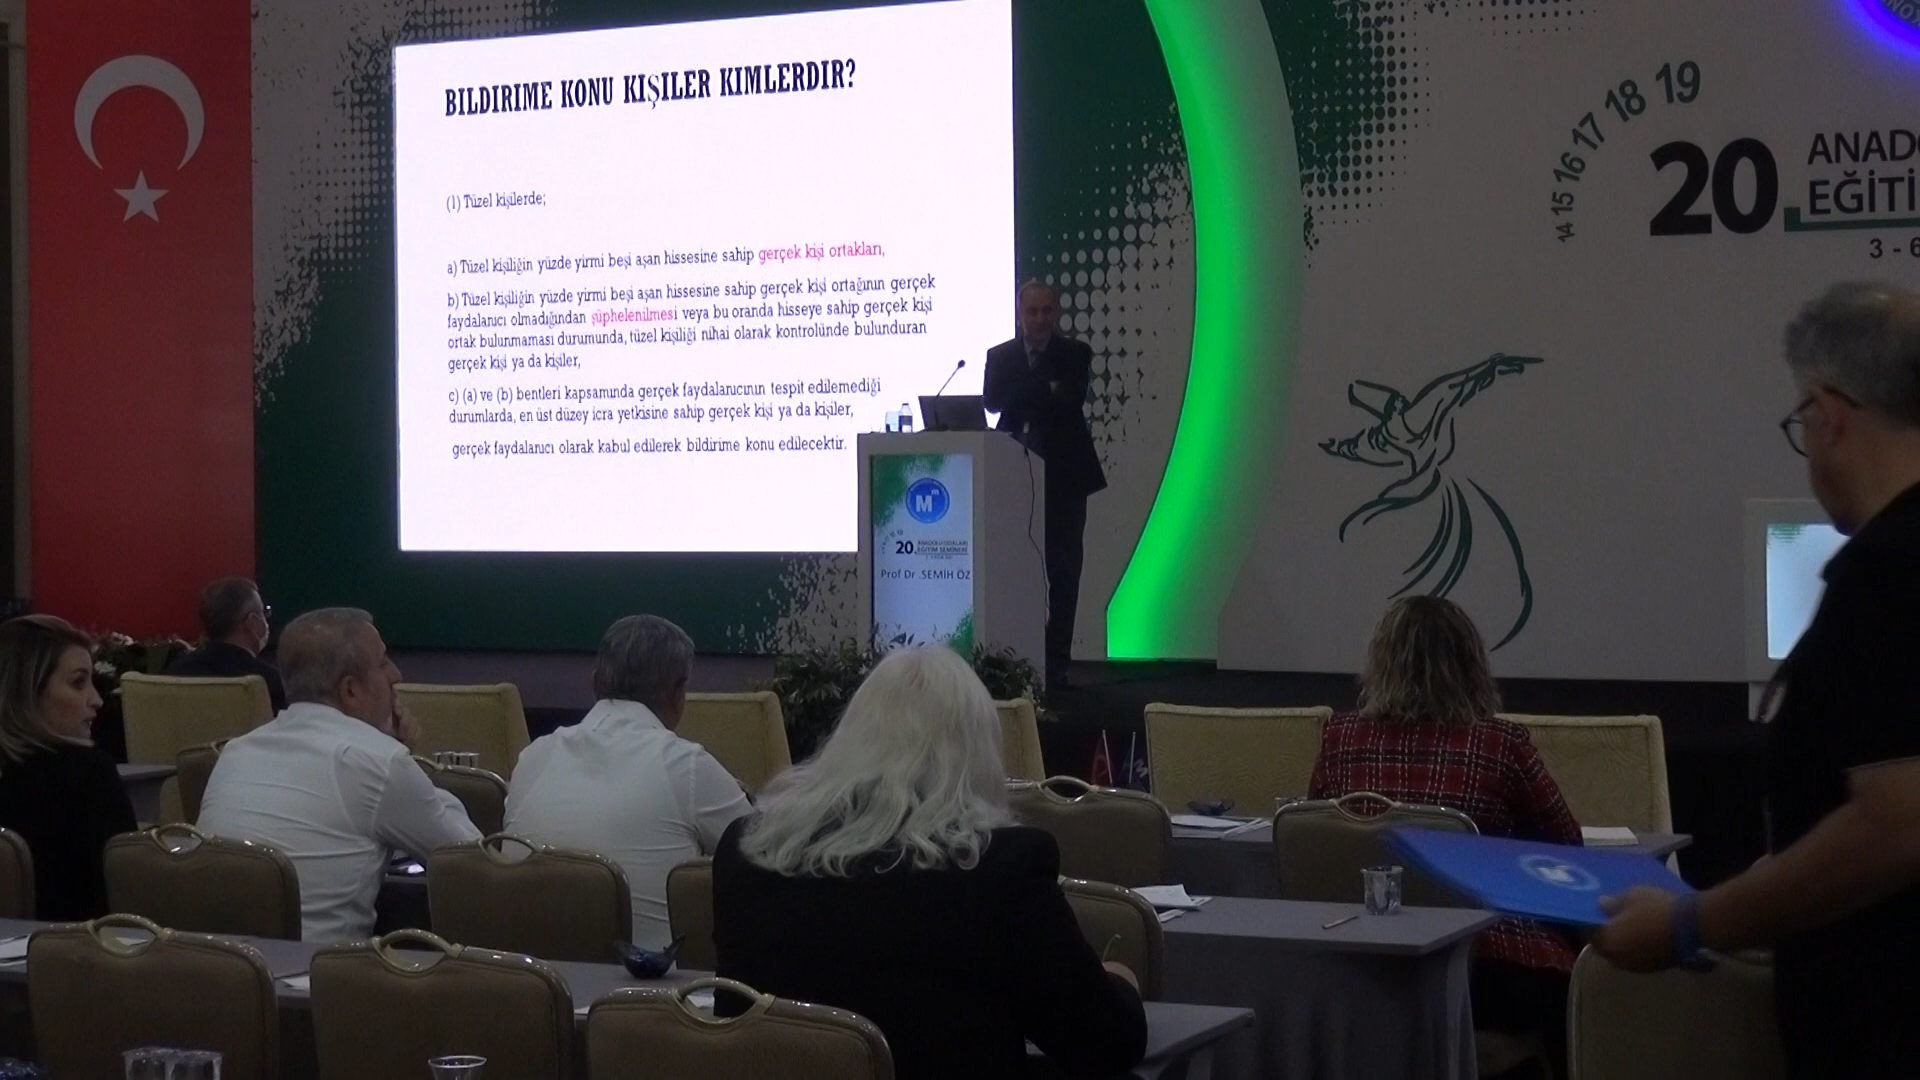 BILDIRIME KONU KIŞILER KIMLERDIR?
(1) Tüzel kişilerde;
a) Tüzel kişiliğin yüzde yirmi beşi aşan hissesine sahip gerçek kişi ortakları,
b) Tüzel kişiliğin yüzde yirmi beşi aşan hissesine sahip gerçek kişi ortağının gerçek
faydalanıcı olmadığından şüphelenilmesi veya bu oranda hisseye sahip gerçek kişi
ortak bulunmaması durumunda, tüzel kişiliği nihai olarak kontrolünde bulunduran
gerçek kişi ya da kişiler,
c) (a) ve (b) bentleri kapsamında gerçek faydalanıcının tespit edilemediği
durumlarda, en üst düzey icra yetkisine sahip gerçek kişi ya da kişiler,
gerçek faydalanıcı olarak kabul edilerek bildirime konu edilecektir.
14 15 16 17 18 19
20.
ANADO
EĞİTİ
3 - 6
M
20.
EĞİTİM SEMİNERİ
Prof Dr .SEMİH ÖZ
M